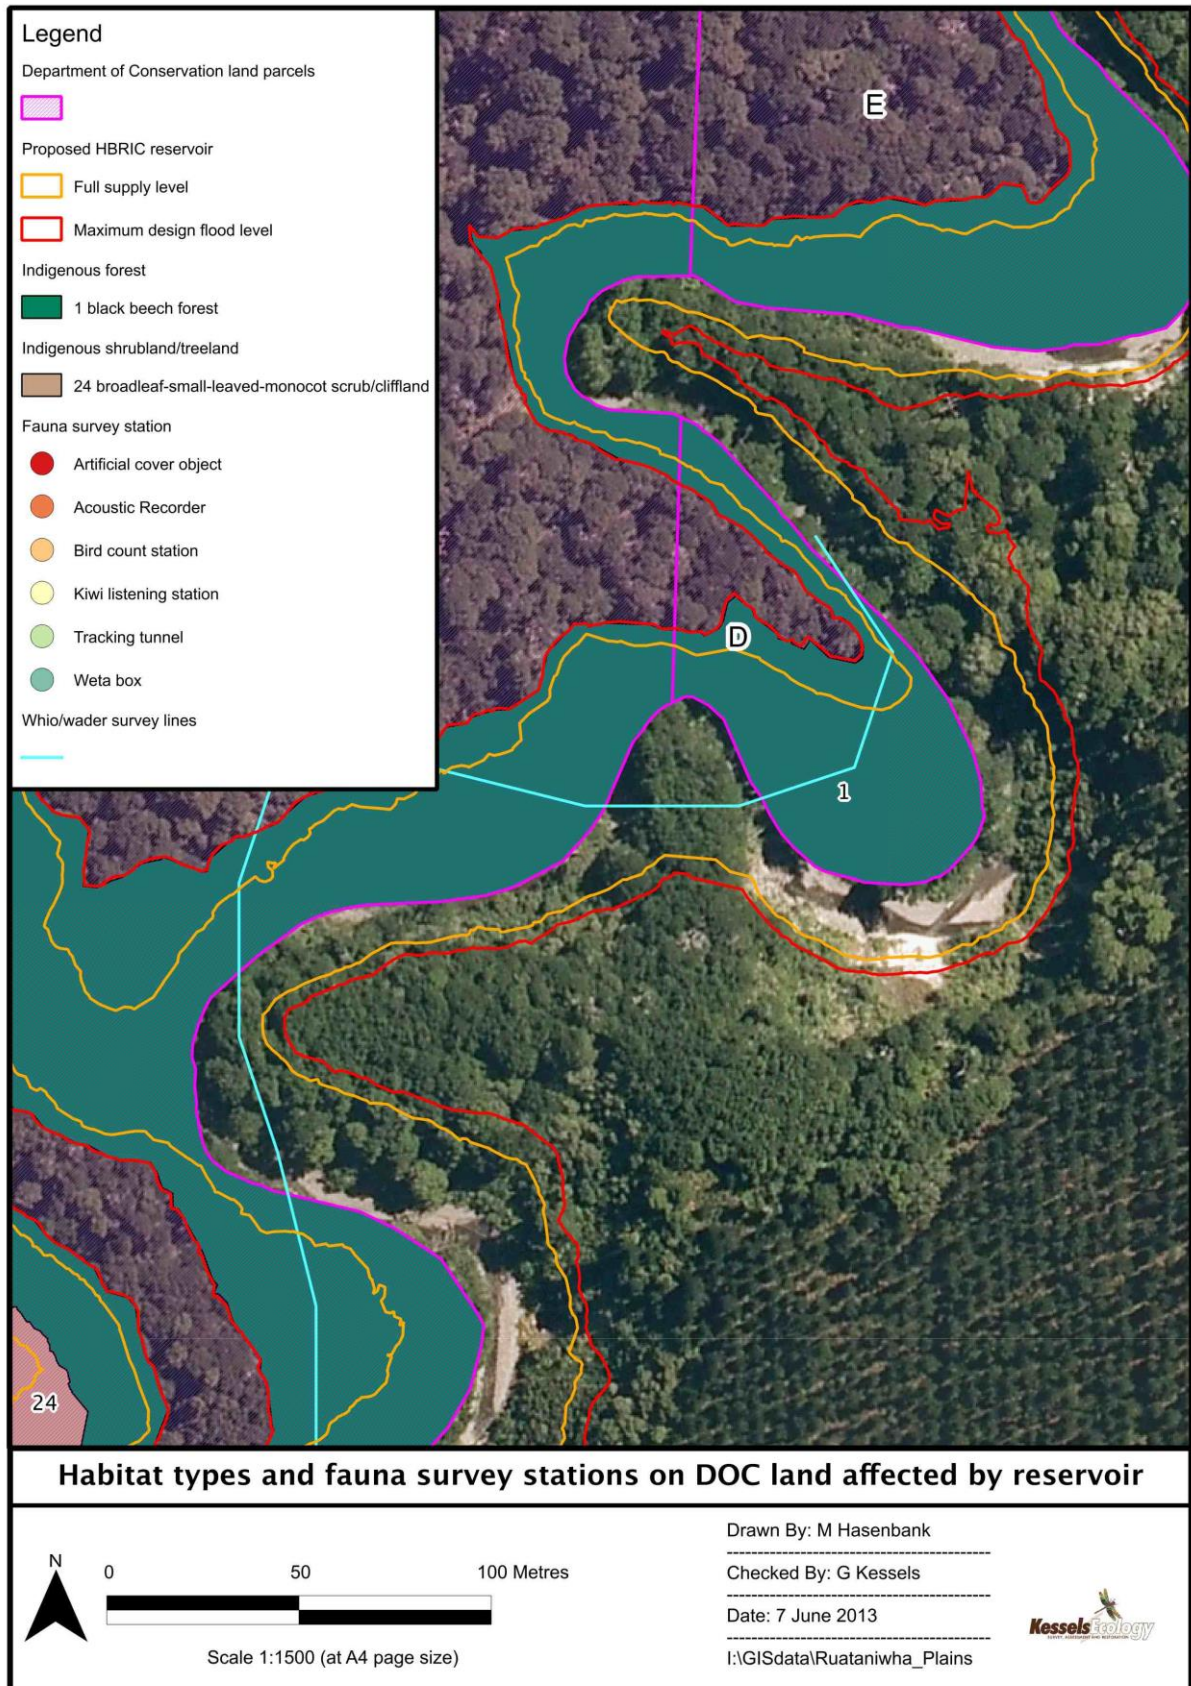 Legend
Department of Conservation land parcels
Proposed HBRIC reservoir
Full supply level
Maximum design flood level
Indigenous forest
1 black beech forest
Indigenous shrubland/treeland
24 broadleaf-small-leaved-monocot scrub/cliffland
Fauna survey station
Artificial cover object
Acoustic Recorder
Bird count station
Kiwi listening station
Tracking tunnel
Weta box
Whio/wader survey lines
E
D
1
24
Habitat types and fauna survey stations on DOC land affected by reservoir
N
0 50 100 Metres
Scale 1:1500 (at A4 page size)
Drawn By: M Hasenbank
Checked By: G Kessels
Date: 7 June 2013
I:\GISdata\Ruataniwha_Plains
KesselsEcology
SURVEY, ASSESSMENT AND RESTORATION